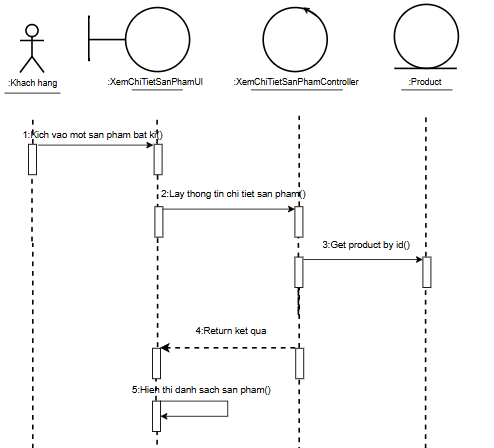 :Khach hang
:XemChiTietSanPhamUI
:XemChiTietSanPhamController
:Product
1:Kich vao mot san pham bat ki()
2:Lay thong tin chi tiet san pham()
3:Get product by id()
4:Return ket qua
5:Hien thi danh sach san pham()